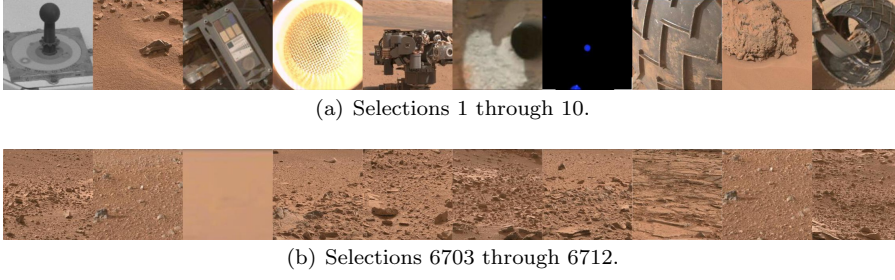 (a) Selections 1 through 10.
(b) Selections 6703 through 6712.